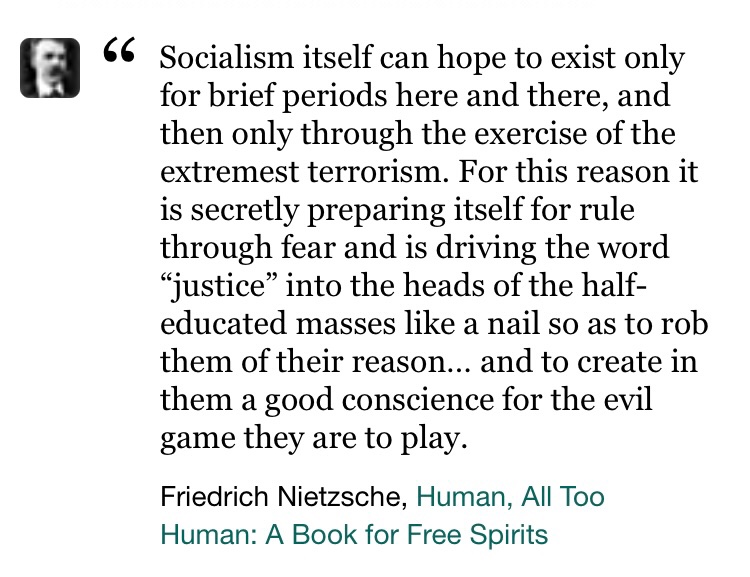 “ Socialism itself can hope to exist only
for brief periods here and there, and
then only through the exercise of the
extremest terrorism. For this reason it
is secretly preparing itself for rule
through fear and is driving the word
“justice” into the heads of the half-
educated masses like a nail so as to rob
them of their reason... and to create in
them a good conscience for the evil
game they are to play.
Friedrich Nietzsche, Human, All Too
Human: A Book for Free Spirits